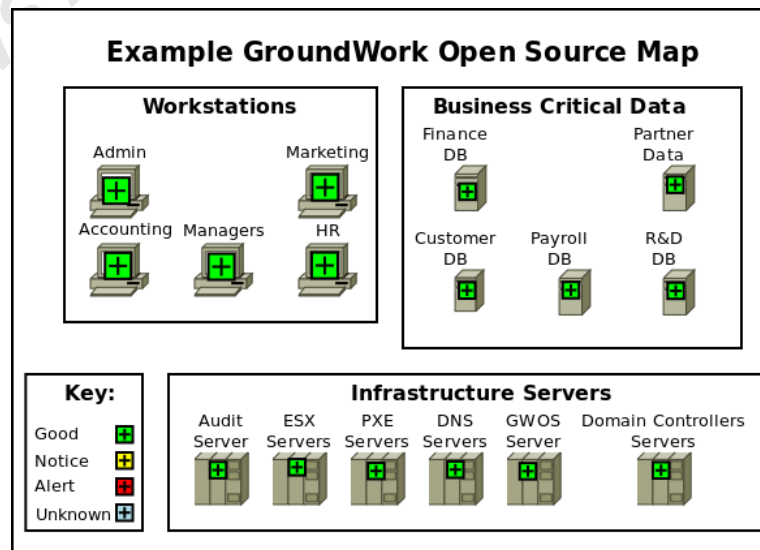 Example GroundWork Open Source Map
Workstations
Admin
Marketing
Accounting
Managers
HR
Business Critical Data
Finance
DB
Partner
Data
Customer
DB
Payroll
DB
R&D
DB
Key:
Good
Notice
Alert
Unknown
Infrastructure Servers
Audit
Server
ESX
Servers
PXE
Servers
DNS
Servers
GWOS
Server
Domain Controllers
Servers